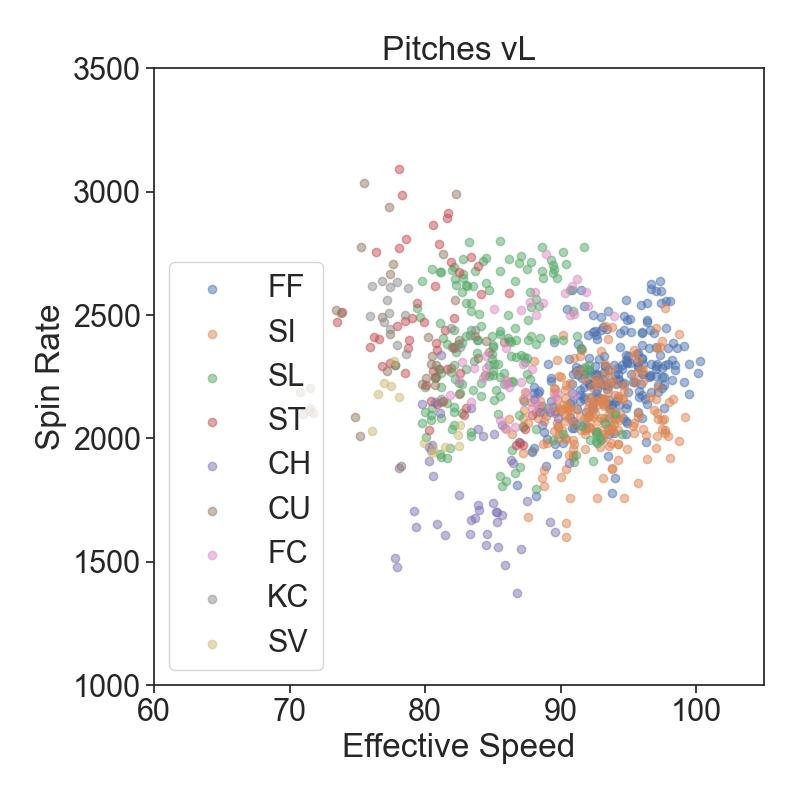 Pitches vL
3500
3000
2500
2000
1500
1000
Spin Rate
FF
SI
SL
ST
CH
CU
FC
KC
SV
60 70 80 90 100
Effective Speed